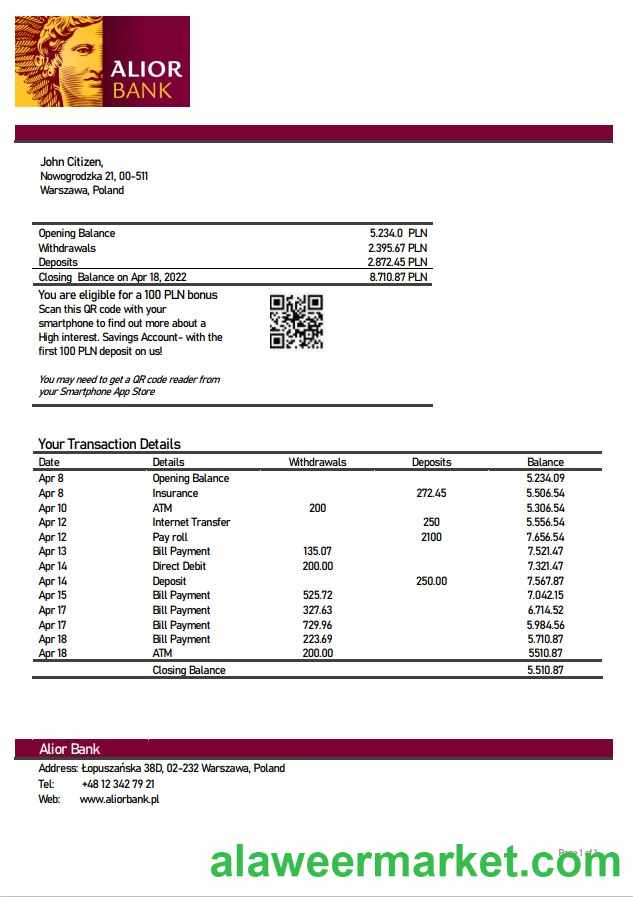 ALIOR
BANK
John Citizen,
Nowogrodzka 21, 00-511
Warszawa, Poland
Opening Balance 5.234.0 PLN
Withdrawals 2.395.67 PLN
Deposits 2.872.45 PLN
Closing Balance on Apr 18, 2022 8.710.87 PLN
You are eligible for a 100 PLN bonus
Scan this QR code with your
smartphone to find out more about a
High interest. Savings Account- with the
first 100 PLN deposit on us!
You may need to get a QR code reader from
your Smartphone App Store
Your Transaction Details
Date Details Withdrawals Deposits Balance
Apr 8 Opening Balance 5.234.09
Apr 8 Insurance 272.45 5.506.54
Apr 10 ATM 200 5.306.54
Apr 12 Internet Transfer 250 5.556.54
Apr 12 Pay roll 2100 7.656.54
Apr 13 Bill Payment 135.07 7.521.47
Apr 14 Direct Debit 200.00 7.321.47
Apr 14 Deposit 250.00 7.567.87
Apr 15 Bill Payment 525.72 7.042.15
Apr 17 Bill Payment 327.63 6.714.52
Apr 17 Bill Payment 729.96 5.984.56
Apr 18 Bill Payment 223.69 5.710.87
Apr 18 ATM 200.00 5510.87
Closing Balance 5.510.87
Alior Bank
Address: Łopuszańska 38D, 02-232 Warszawa, Poland
Tel: +48 12 342 79 21
Web: www.aliorbank.pl
Page 1 of 1
alaweermarket.com